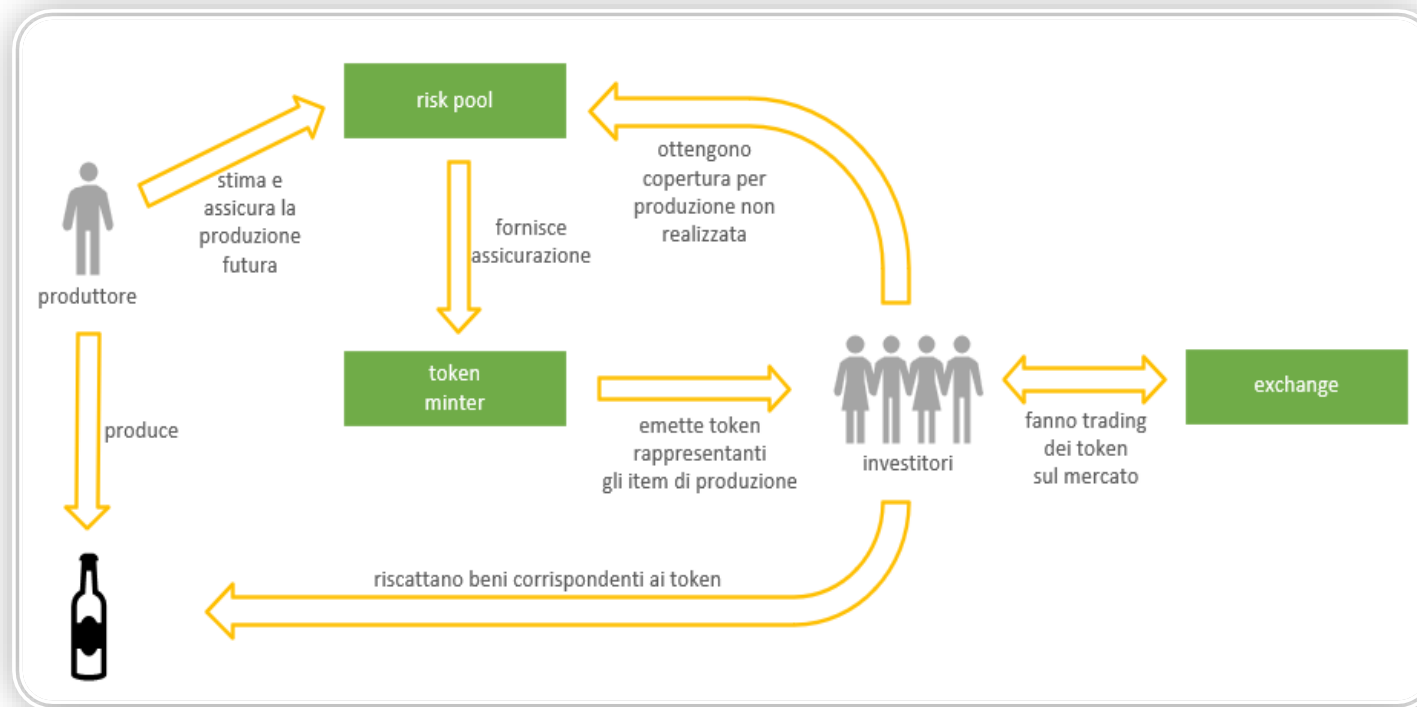 risk pool
stima e
assicura la
produzione
futura
ottengono
copertura per
produzione non
realizzata
fornisce
assicurazione
produttore
token
minter
exchange
produce
emette token
rappresentanti
gli item di produzione
investitori
fanno trading
dei token
sul mercato
riscattano beni corrispondenti ai token